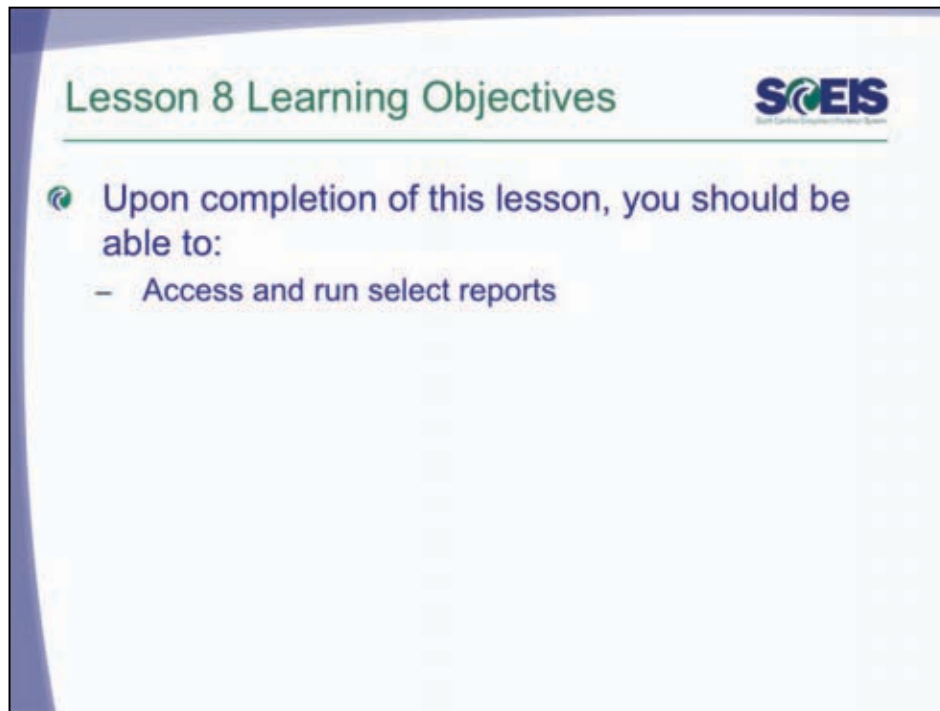 Lesson 8 Learning Objectives
SCEIS
Upon completion of this lesson, you should be
able to:
– Access and run select reports